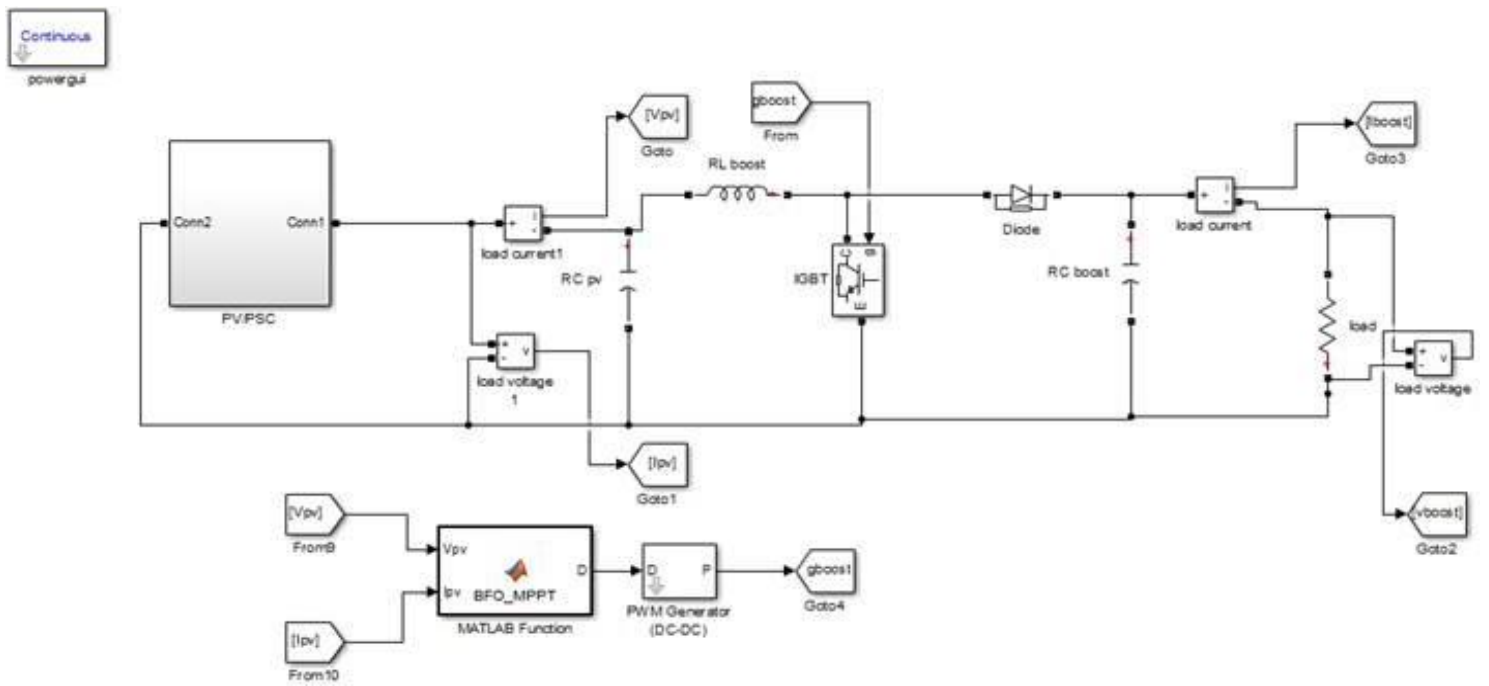 Continuous
powergui
[Vpv]
Goto
gboost
From
[Iboost]
Goto3
RL boost
Conn2
Conn1
+
i
-
load current1
RC pv
PV/PSC
C
g
E
IGBT
Diode
RC boost
+
i
-
load current
load
+
-
v
load voltage
1
+
-
v
load voltage
[Ipv]
Goto1
[vboost]
Goto2
[Vpv]
From9
Vpv
Ipv
D
BFO_MPPT
MATLAB Function
D
P
PWM Generator
(DC-DC)
gboost
Goto4
[Ipv]
From10